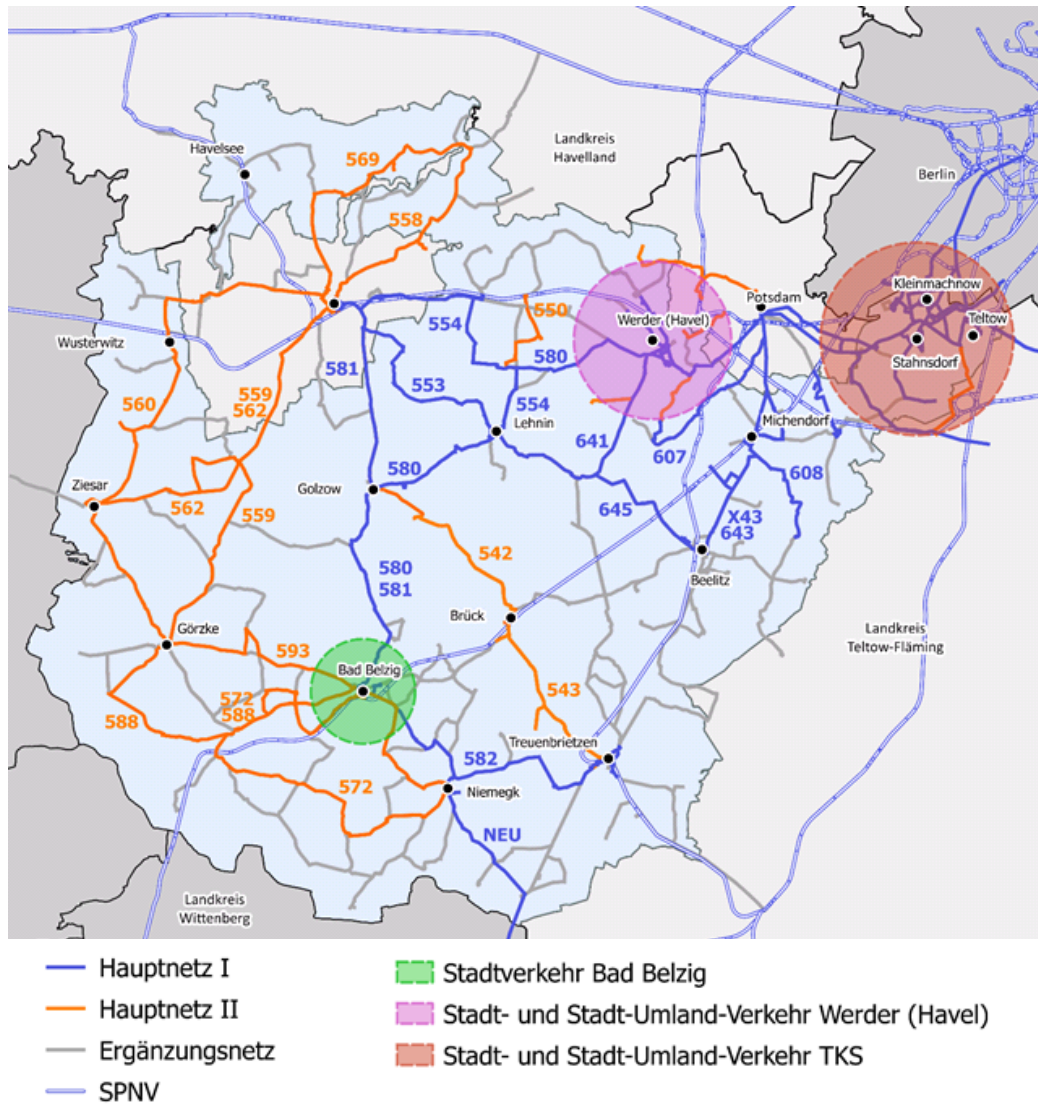 Landkreis
Havelland
Havelsee
569
Berlin
558
Kleinmachnow
Potsdam
550
Werder (Havel)
Teltow
554
Wusterwitz
Stahnsdorf
581
580
553
559
562
560
554
Lehnin
Michendorf
641
607
580
608
Ziesar
Golzow
562
559
645
X43
643
542
580
581
Beelitz
Brück
Görzke
Landkreis
Teltow-Fläming
593
Bad Belzig
543
572
588
588
Treuenbrietzen
582
572
Niemegk
NEU
Landkreis
Wittenberg
Hauptnetz I
Hauptnetz II
Ergänzungsnetz
SPNV
Stadtverkehr Bad Belzig
Stadt- und Stadt-Umland-Verkehr Werder (Havel)
Stadt- und Stadt-Umland-Verkehr TKS